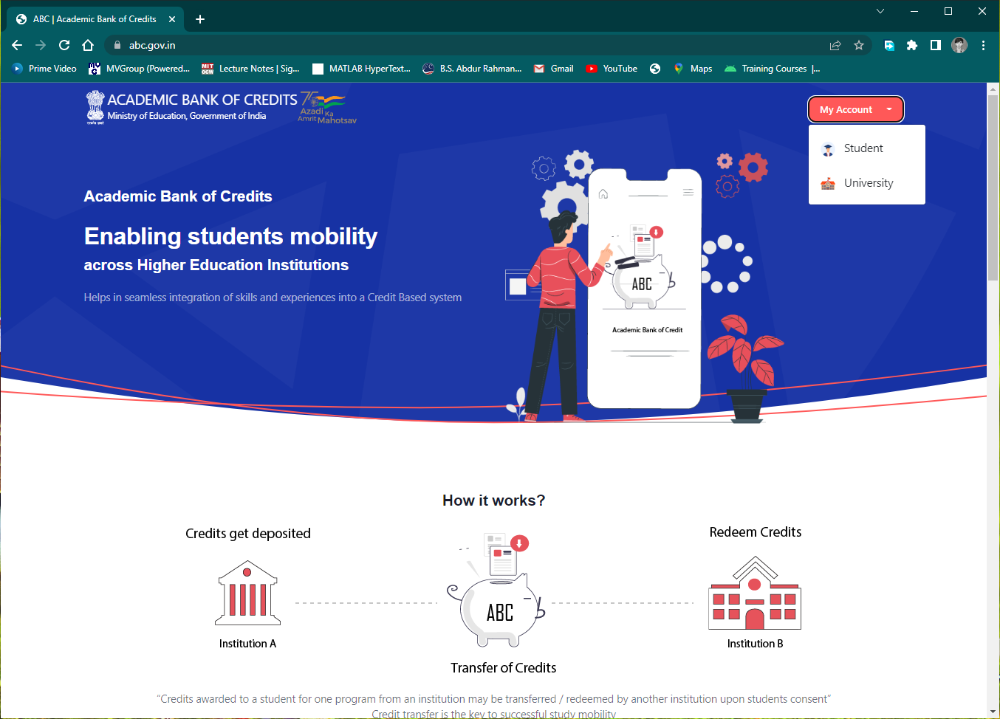 ABC | Academic Bank of Credits
abc.gov.in
Prime Video
MVGroup (Powered...
MIT OCW
Lecture Notes | Sig...
MATLAB HyperText...
B.S. Abdur Rahman...
Gmail
YouTube
Maps
Training Courses |...
ACADEMIC BANK OF CREDITS
Ministry of Education, Government of India
75
Azadi Ka
Amrit Mahotsav
My Account
Student
University
Academic Bank of Credits
Enabling students mobility
across Higher Education Institutions
Helps in seamless integration of skills and experiences into a Credit Based system
ABC
Academic Bank of Credit
How it works?
Credits get deposited
Redeem Credits
ABC
Institution A
Institution B
Transfer of Credits
“Credits awarded to a student for one program from an institution may be transferred / redeemed by another institution upon students consent”
Credit transfer is the key to successful study mobility